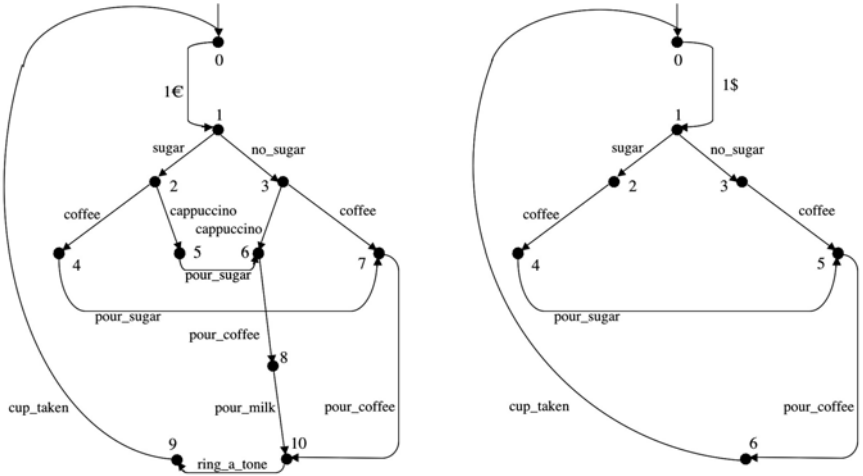 0
1€
1
sugar
no_sugar
2
3
coffee
cappuccino
cappuccino
coffee
4
5
6
7
pour_sugar
pour_sugar
pour_coffee
8
cup_taken
pour_milk
pour_coffee
9
10
ring_a_tone
0
1$
1
sugar
no_sugar
2
3
coffee
coffee
4
5
pour_sugar
cup_taken
pour_coffee
6